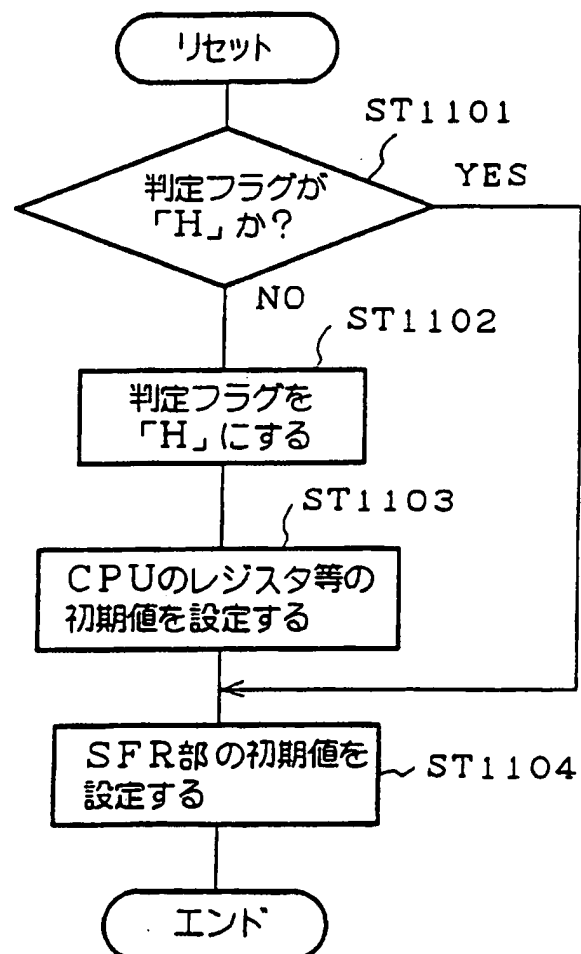 リセット
ST1101
判定フラグが
「H」か?
YES
NO
ST1102
判定フラグを
「H」にする
ST1103
CPUのレジスタ等の
初期値を設定する
SFR部の初期値を
設定する
ST1104
エンド